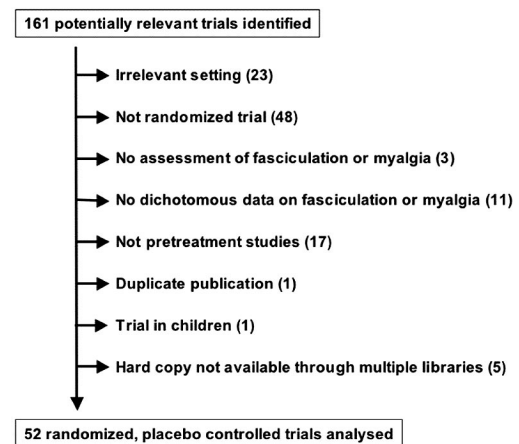 161 potentially relevant trials identified
Irrelevant setting (23)
Not randomized trial (48)
No assessment of fasciculation or myalgia (3)
No dichotomous data on fasciculation or myalgia (11)
Not pretreatment studies (17)
Duplicate publication (1)
Trial in children (1)
Hard copy not available through multiple libraries (5)
52 randomized, placebo controlled trials analysed